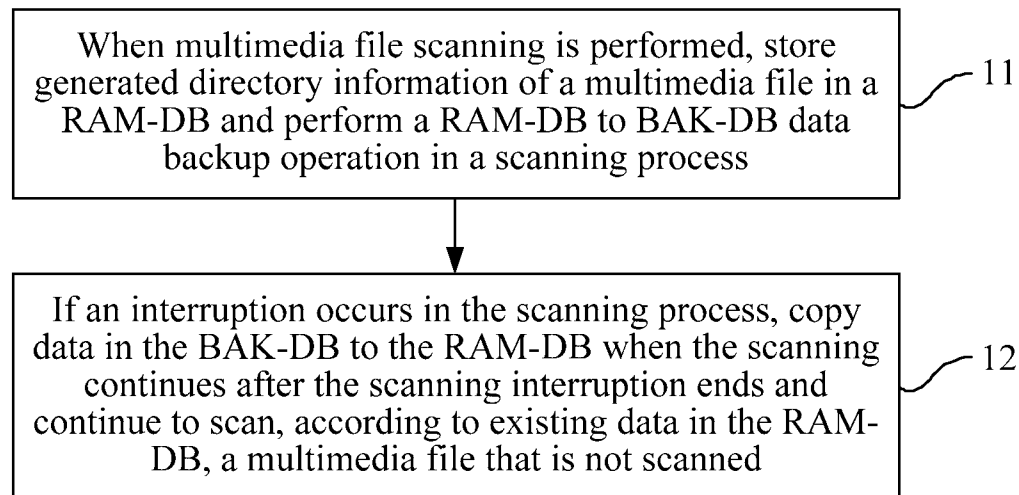 When multimedia file scanning is performed, store
generated directory information of a multimedia file in a
RAM-DB and perform a RAM-DB to BAK-DB data
backup operation in a scanning process
11
If an interruption occurs in the scanning process, copy
data in the BAK-DB to the RAM-DB when the scanning
continues after the scanning interruption ends and
continue to scan, according to existing data in the RAM-
DB, a multimedia file that is not scanned
12